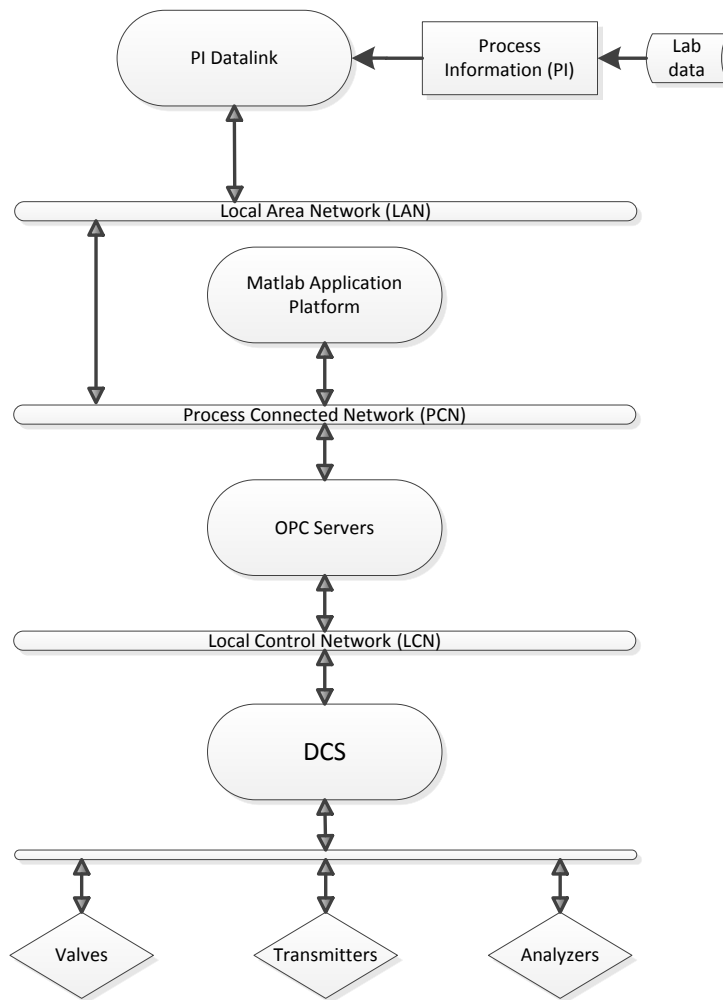 PI Datalink
Process
Information (PI)
Lab
data
Local Area Network (LAN)
Matlab Application
Platform
Process Connected Network (PCN)
OPC Servers
Local Control Network (LCN)
DCS
Valves
Transmitters
Analyzers